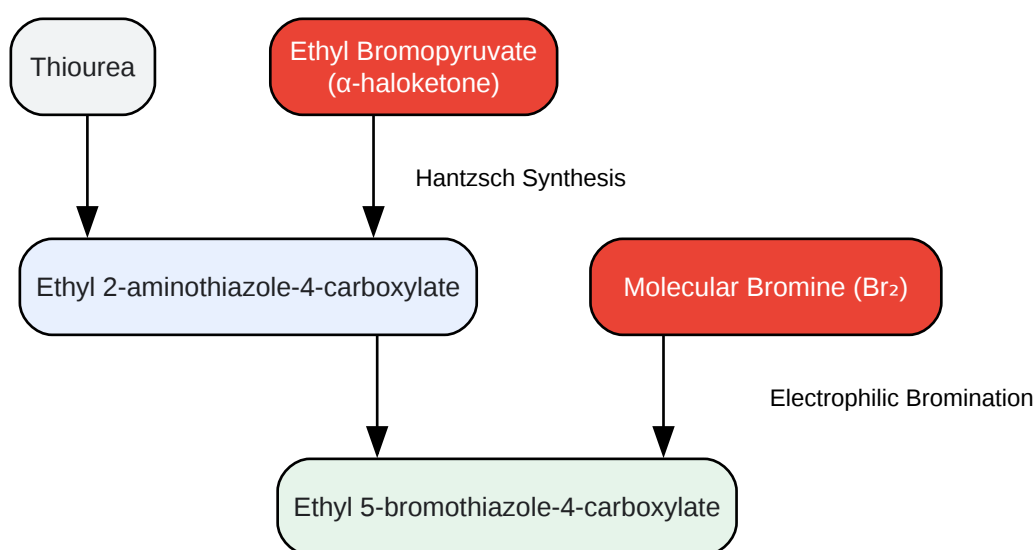 Thiourea
Ethyl Bromopyruvate
(α-haloketone)
Hantzsch Synthesis
Ethyl 2-aminothiazole-4-carboxylate
Molecular Bromine (Br₂)
Electrophilic Bromination
Ethyl 5-bromothiazole-4-carboxylate